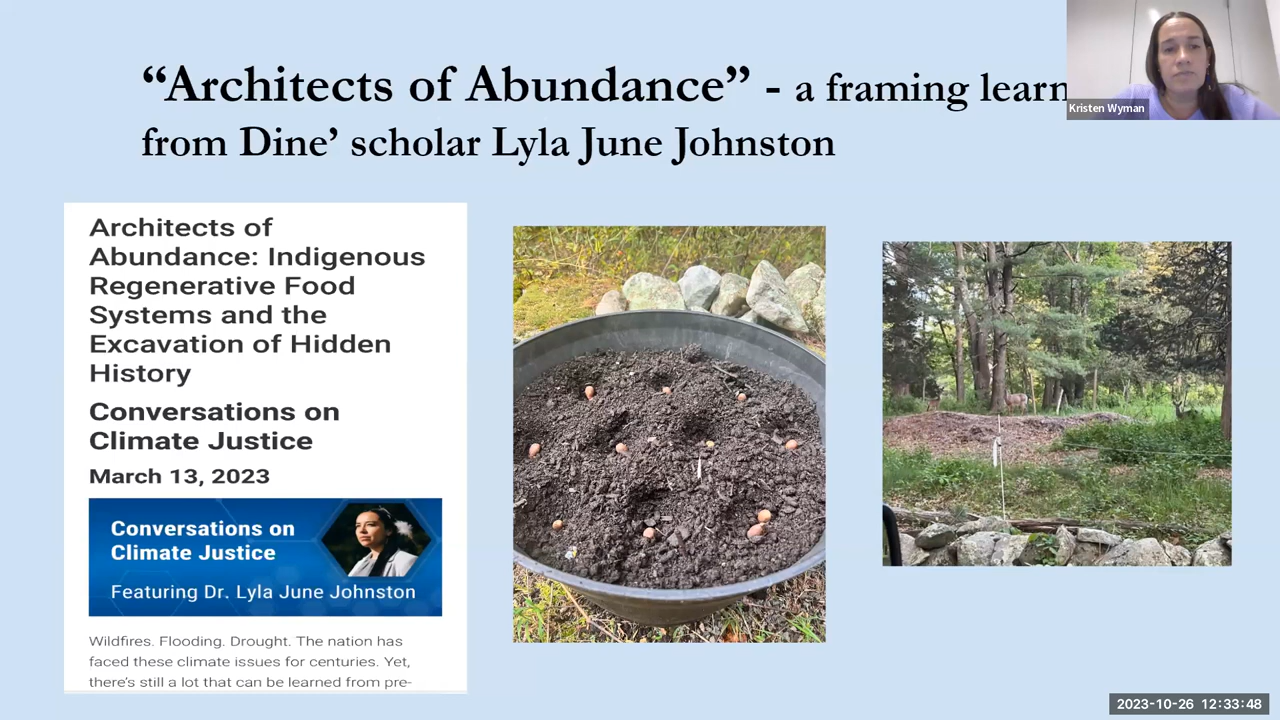 “Architects of Abundance” - a framing learn
from Dine’ scholar Lyla June Johnston
Kristen Wyman
Architects of
Abundance: Indigenous
Regenerative Food
Systems and the
Excavation of Hidden
History
Conversations on
Climate Justice
March 13, 2023
Conversations on
Climate Justice
Featuring Dr. Lyla June Johnston
Wildfires. Flooding. Drought. The nation has
faced these climate issues for centuries. Yet,
there’s still a lot that can be learned from pre-
2023-10-26 12:33:48